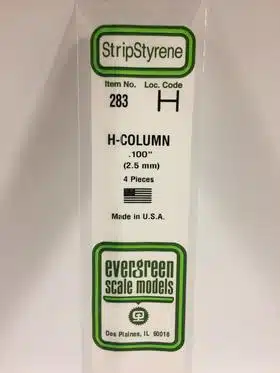 StripStyrene
Item No. Loc. Code
283 H
H-COLUMN
.100"
(2.5 mm)
4 Pieces
Made in U.S.A.
evergreen
scale models
Des Plaines, IL 60018